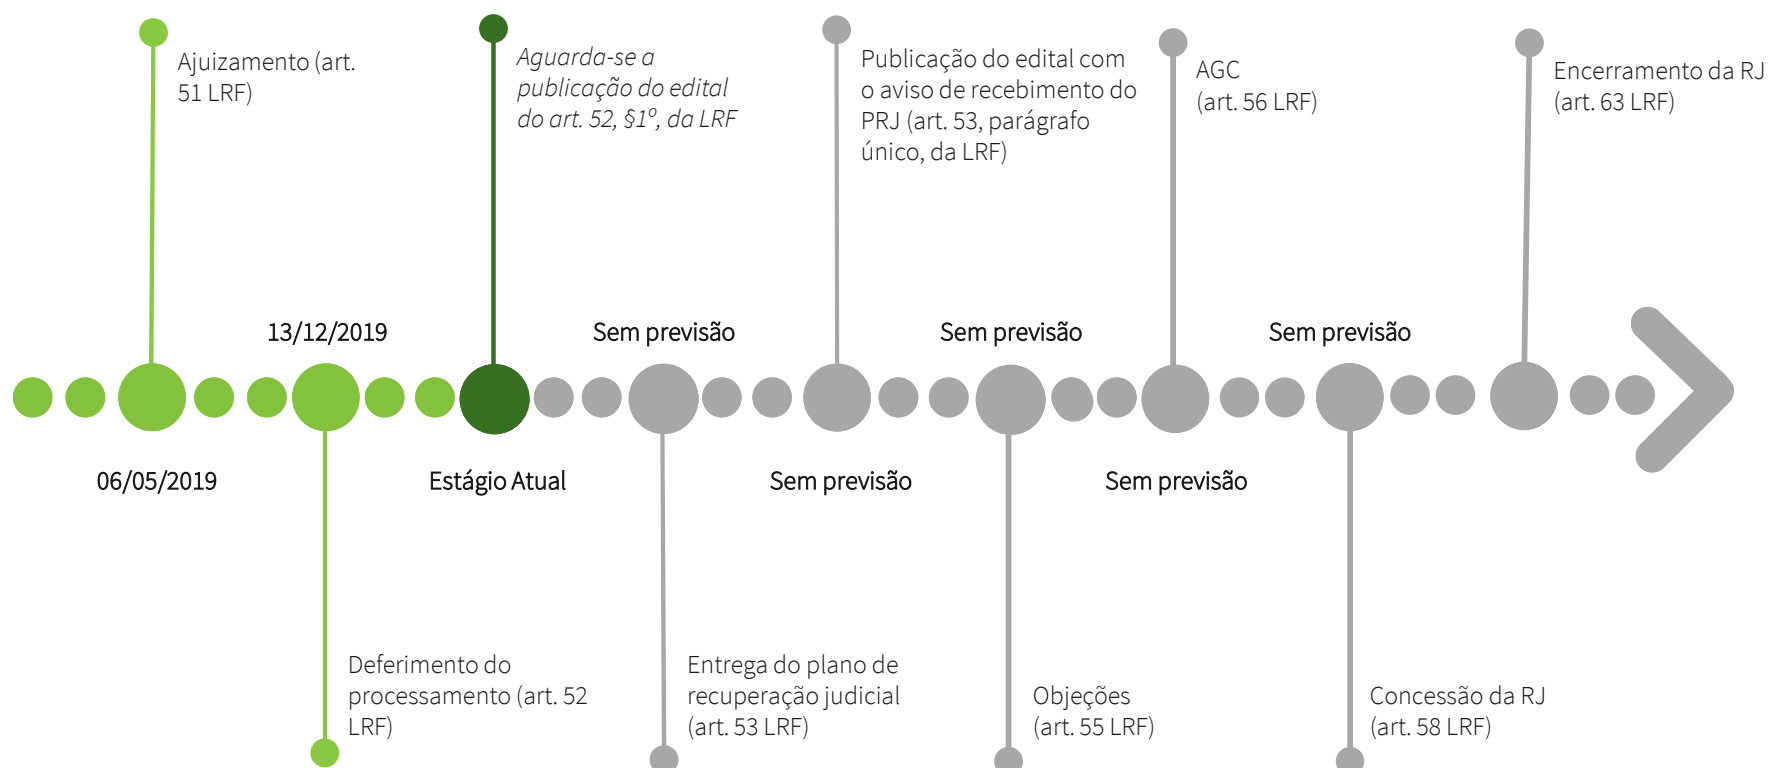 Ajuizamento (art.
51 LRF)
Aguarda-se a
publicação do edital
do art. 52, §1º, da LRF
Publicação do edital com
o aviso de recebimento do
PRJ (art. 53, parágrafo
único, da LRF)
AGC
(art. 56 LRF)
Encerramento da RJ
(art. 63 LRF)
13/12/2019
Sem previsão
Sem previsão
Sem previsão
06/05/2019
Estágio Atual
Sem previsão
Sem previsão
Deferimento do
processamento (art. 52
LRF)
Entrega do plano de
recuperação judicial
(art. 53 LRF)
Objeções
(art. 55 LRF)
Concessão da RJ
(art. 58 LRF)